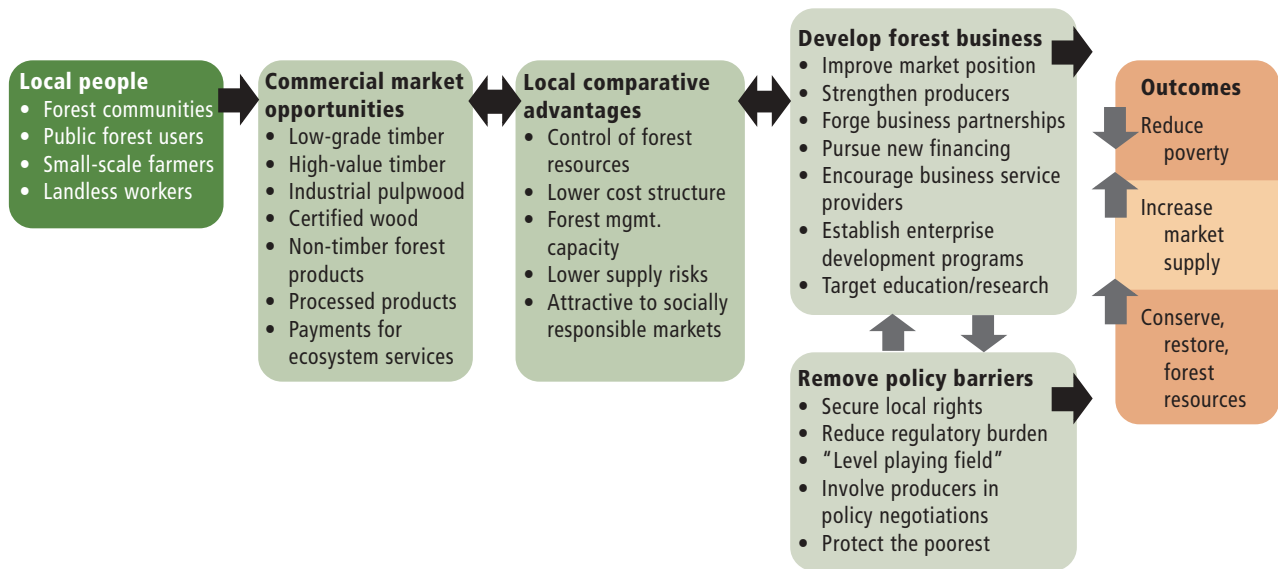 Local people
• Forest communities
• Public forest users
• Small-scale farmers
• Landless workers
Commercial market
opportunities
• Low-grade timber
• High-value timber
• Industrial pulpwood
• Certified wood
• Non-timber forest
products
• Processed products
• Payments for
ecosystem services
Local comparative
advantages
• Control of forest
resources
• Lower cost structure
• Forest mgmt.
capacity
• Lower supply risks
• Attractive to socially
responsible markets
Develop forest business
• Improve market position
• Strengthen producers
• Forge business partnerships
• Pursue new financing
• Encourage business service
providers
• Establish enterprise
development programs
• Target education/research
Remove policy barriers
• Secure local rights
• Reduce regulatory burden
• “Level playing field”
• Involve producers in
policy negotiations
• Protect the poorest
Outcomes
Reduce
poverty
Increase
market
supply
Conserve,
restore,
forest
resources